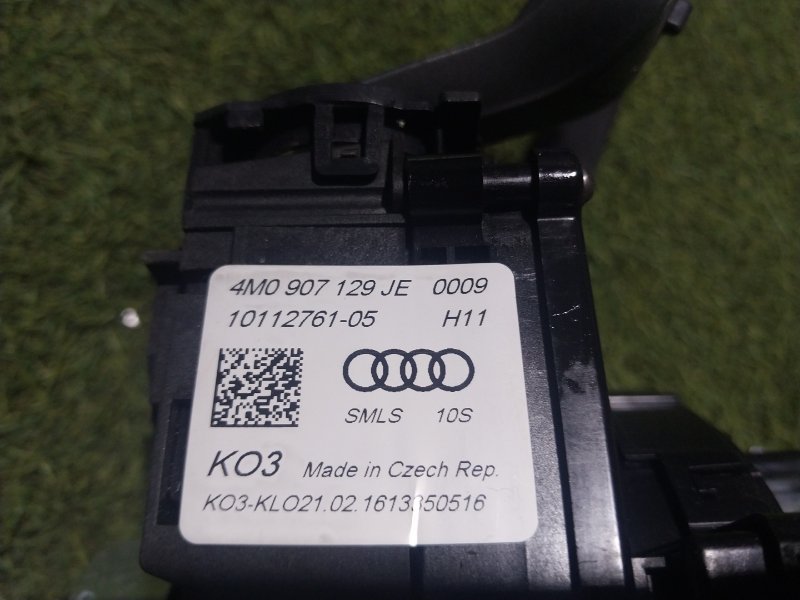 4M0 907 129 JE 0009
10112761-05 H11
SMLS 10S
KO3 Made in Czech Rep.
KO3-KLO21.02.1613350516